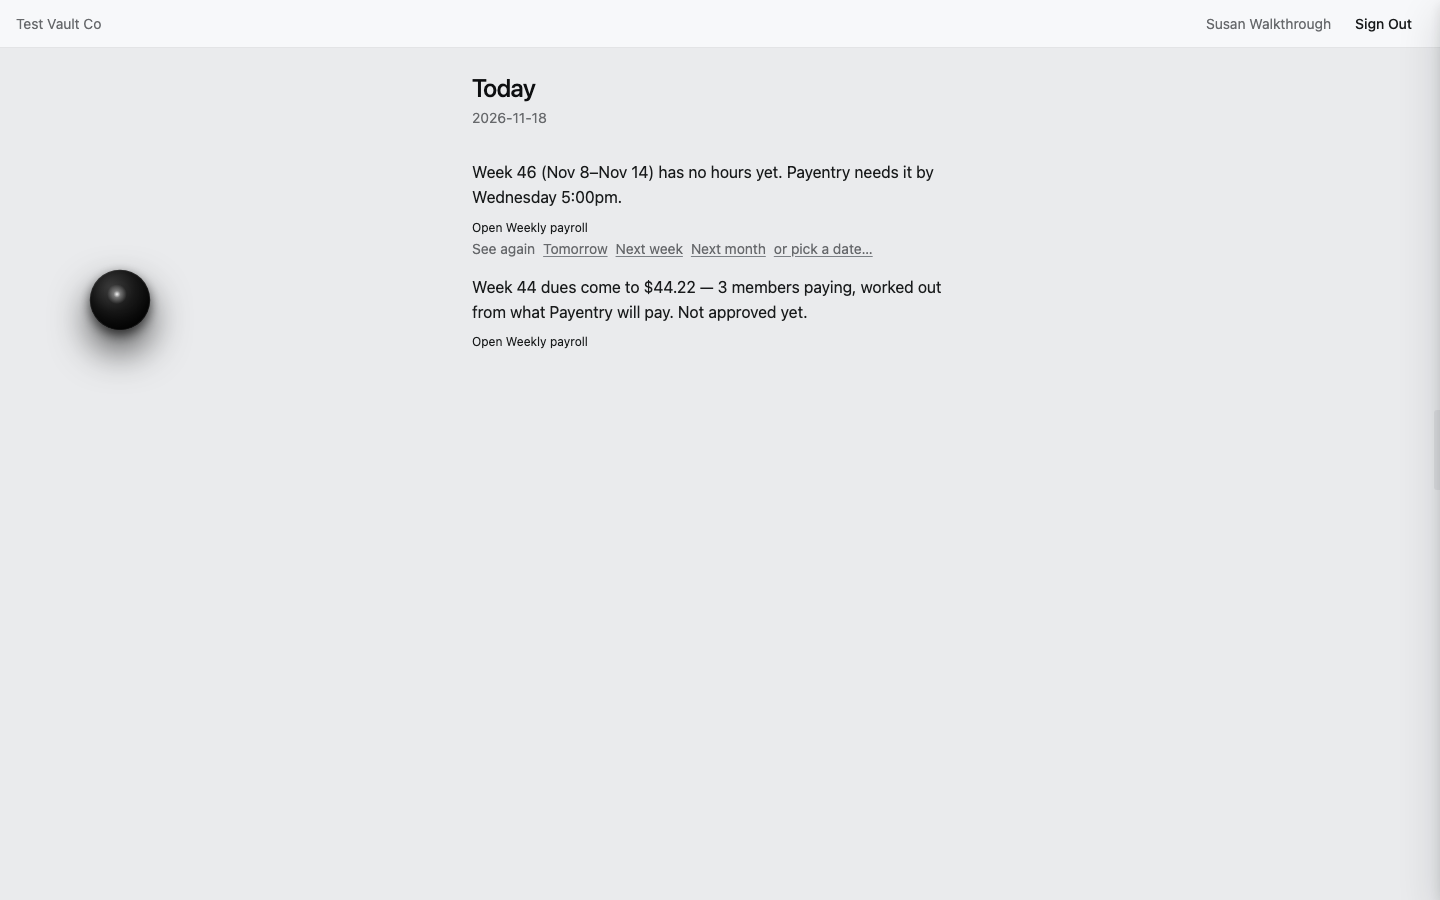 Test Vault Co
Susan Walkthrough
Sign Out
Today
2026-11-18
Week 46 (Nov 8–Nov 14) has no hours yet. Payentry needs it by
Wednesday 5:00pm.
Open Weekly payroll
See again Tomorrow Next week Next month or pick a date...
Week 44 dues come to $44.22 — 3 members paying, worked out
from what Payentry will pay. Not approved yet.
Open Weekly payroll